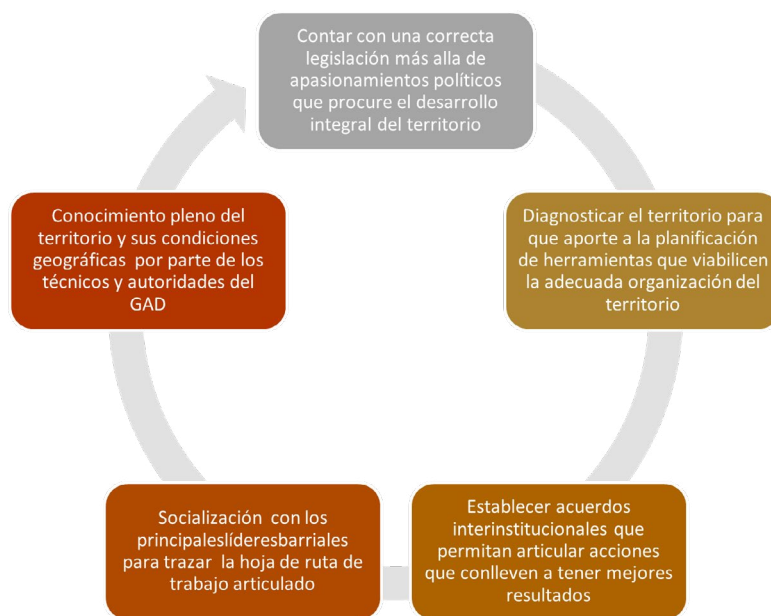 Contar con una correcta
legislación más alla de
apasionamientos políticos
que procure el desarrollo
integral del territorio
Diagnosticar el territorio para
que aporte a la planificación
de herramientas que viabilicen
la adecuada organización del
territorio
Establecer acuerdos
interinstitucionales que
permitan articular acciones
que conlleven a tener mejores
resultados
Socialización con los
principaleslíderesbarriales
para trazar la hoja de ruta de
trabajo articulado
Conocimiento pleno del
territorio y sus condiciones
geográficas por parte de los
técnicos y autoridades del
GAD